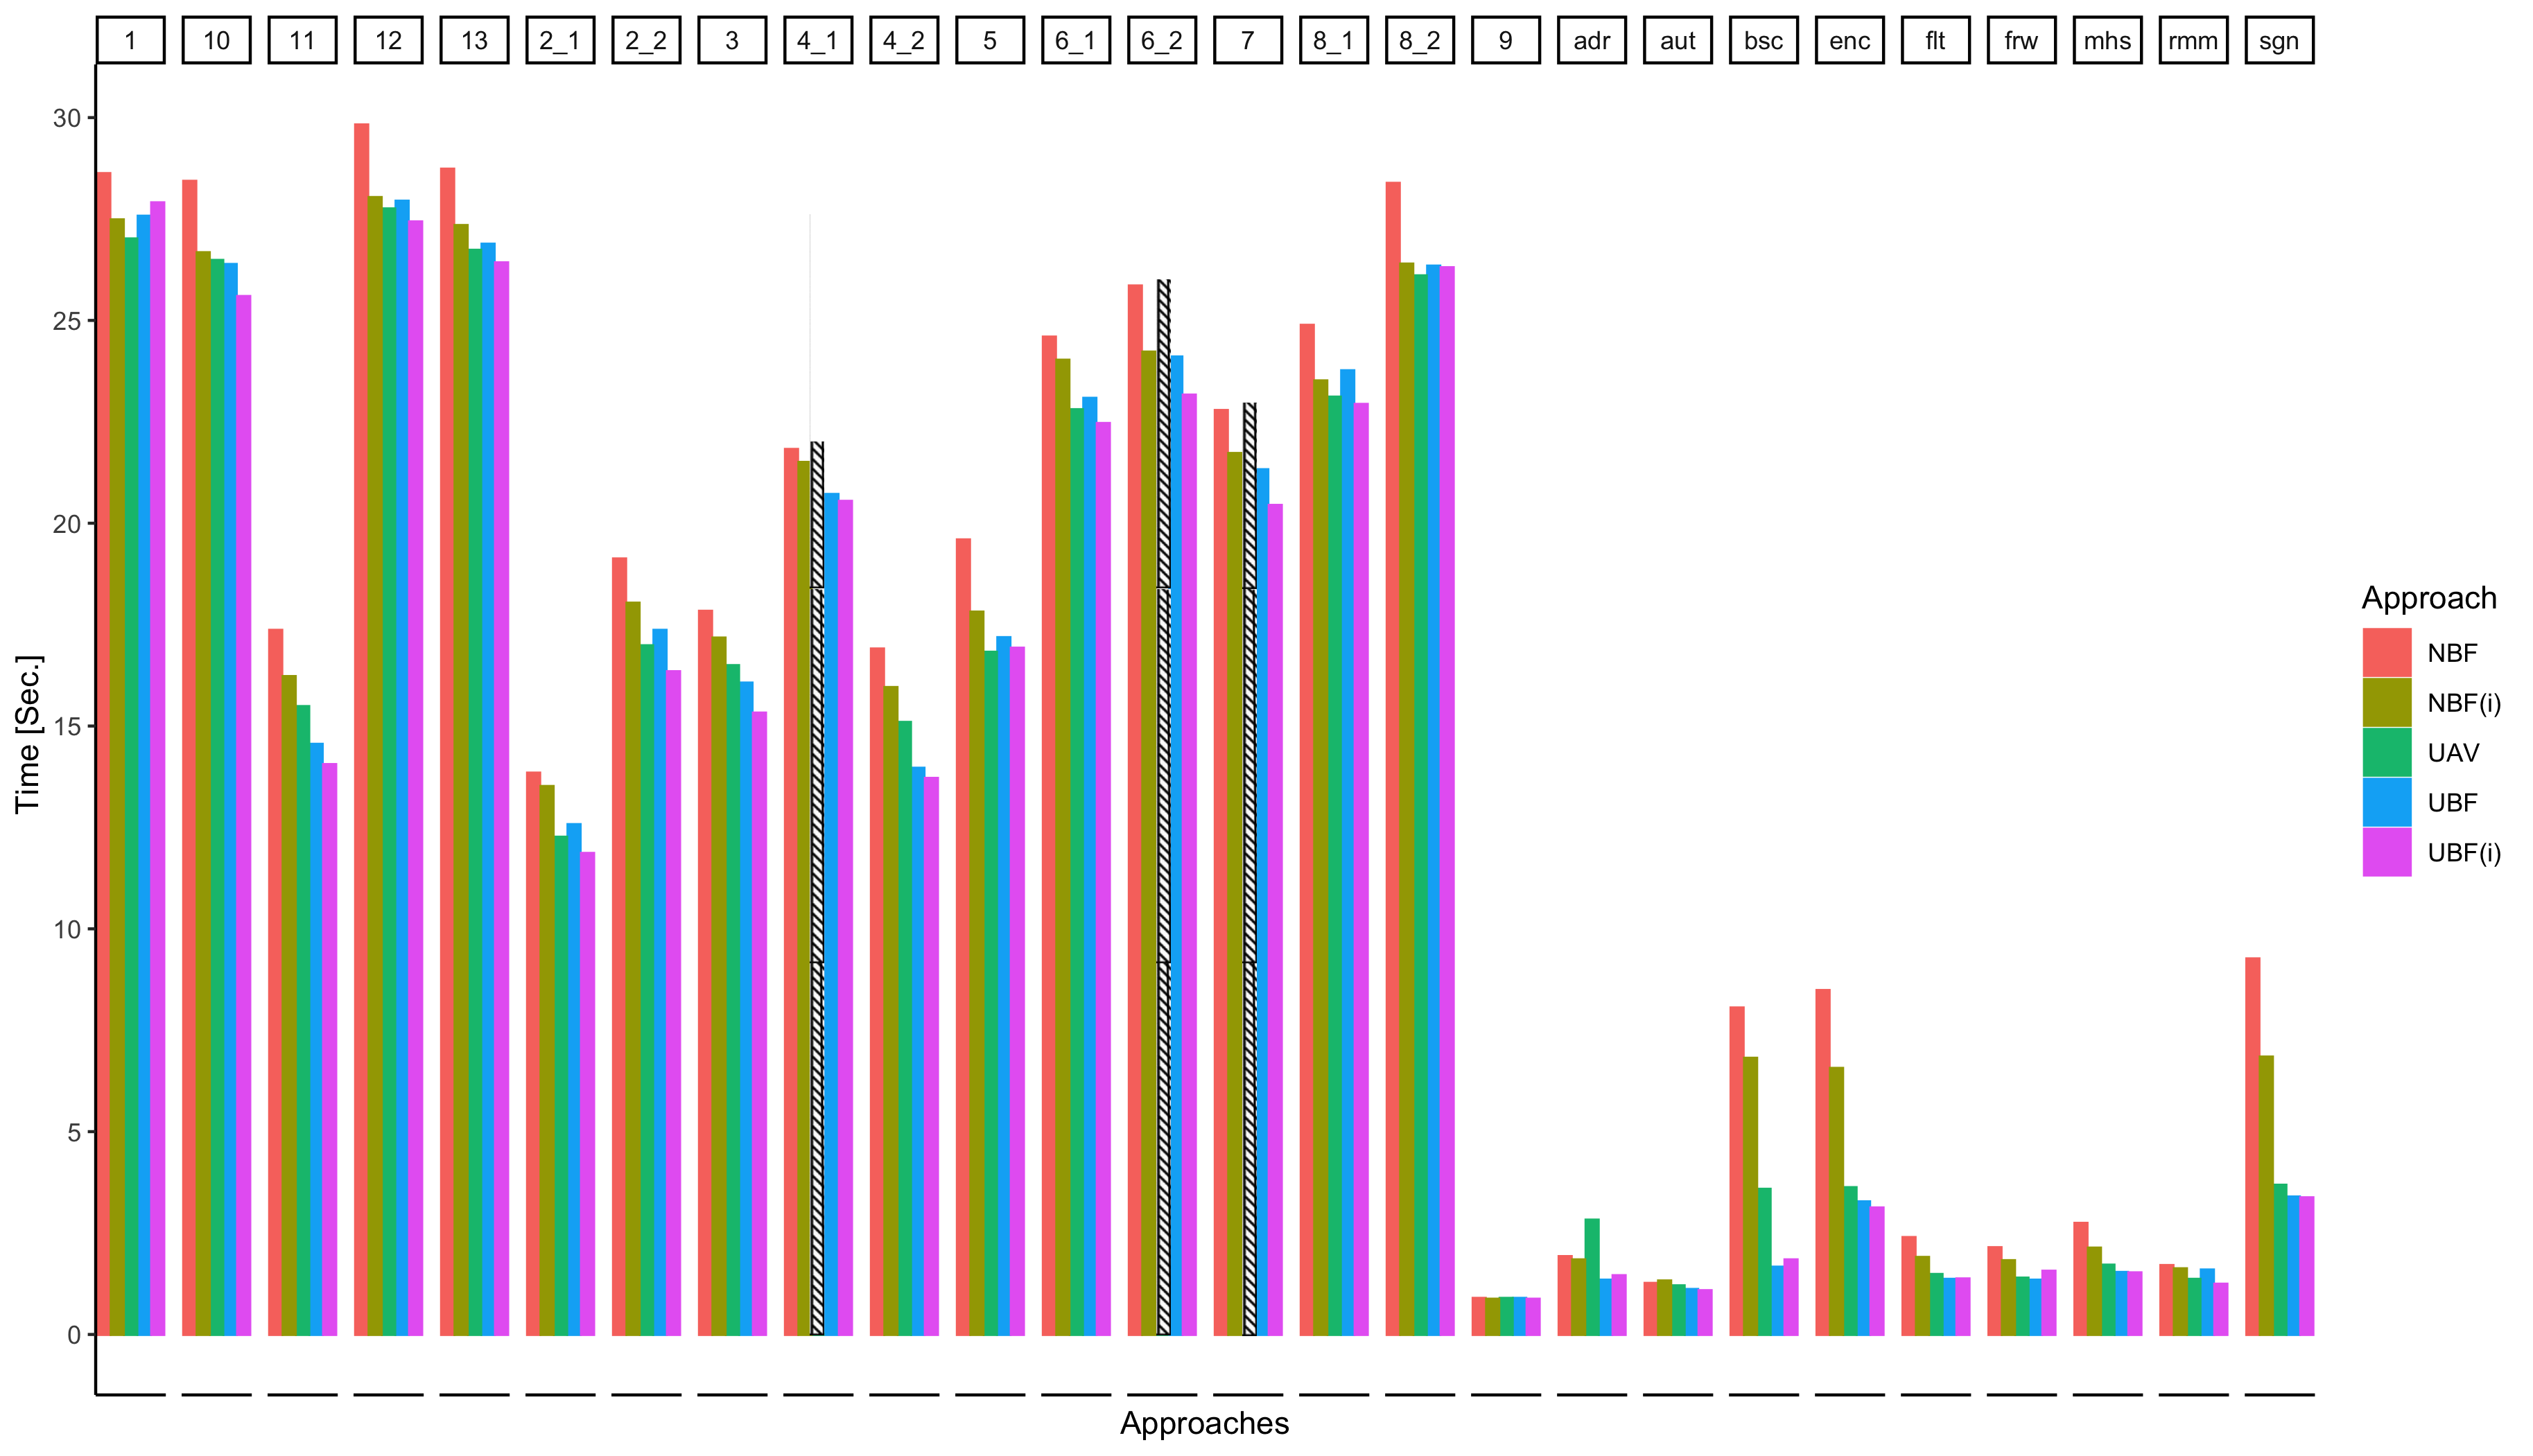 1 10 11 12 13 2_1 2_2 3 4_1 4_2 5 6_1 6_2 7 8_1 8_2 9 adr aut bsc enc flt frw mhs rmm sgn
30
25
20
15
10
5
0
Time [Sec.]
Approaches
Approach
NBF
NBF(i)
UAV
UBF
UBF(i)